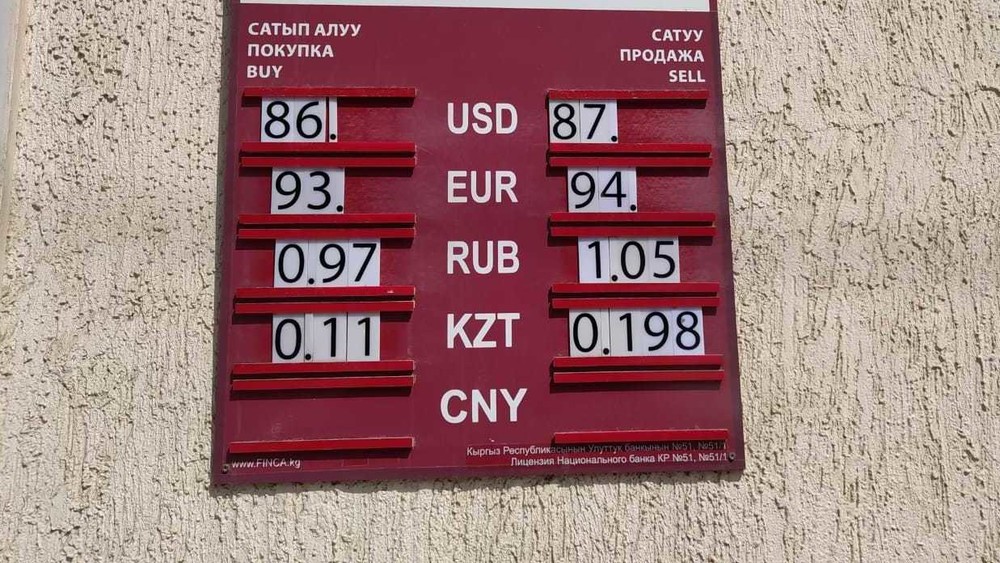 САТЫП АЛУУ
ПОКУПКА
BUY
САТУУ
ПРОДАЖА
SELL
86. USD 87.
93. EUR 94.
0.97 RUB 1.05
0.11 KZT 0.198
CNY
www.FINCA.kg
Кыргыз Республикасынын Улуттук банкынын №51, №51/1
Лицензия Национального банка КР №51, №51/1